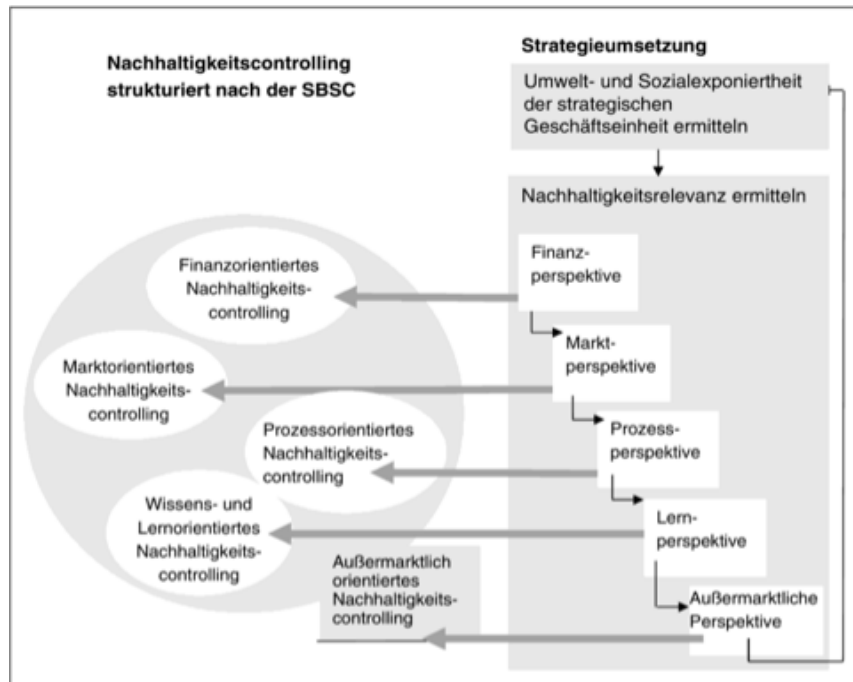 Nachhaltigkeitscontrolling
strukturiert nach der SBSC
Strategieumsetzung
Umwelt- und Sozialexponiertheit
der strategischen
Geschäftseinheit ermitteln
Nachhaltigkeitsrelevanz ermitteln
Finanzorientiertes
Nachhaltigkeits-
controlling
Finanz-
perspektive
Marktorientiertes
Nachhaltigkeits-
controlling
Markt-
perspektive
Prozessorientiertes
Nachhaltigkeits-
controlling
Prozess-
perspektive
Wissens- und
Lernorientiertes
Nachhaltigkeits-
controlling
Lern-
perspektive
Außermarktlich
orientiertes
Nachhaltigkeits-
controlling
Außermarktliche
Perspektive